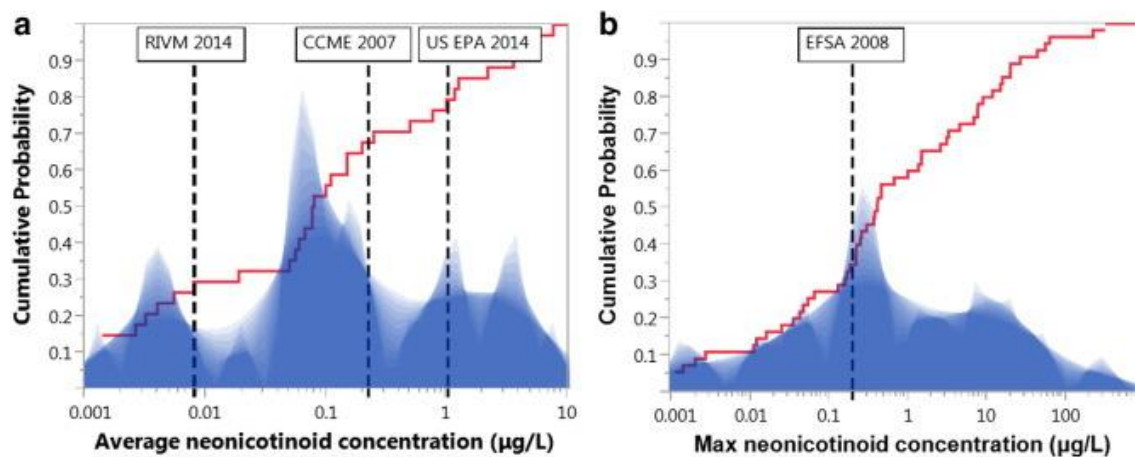 a
RIVM 2014
CCME 2007
US EPA 2014
Cumulative Probability
0.9
0.8
0.7
0.6
0.5
0.4
0.3
0.2
0.1
0.001
0.01
0.1
1
10
Average neonicotinoid concentration (µg/L)
b
EFSA 2008
Cumulative Probability
0.9
0.8
0.7
0.6
0.5
0.4
0.3
0.2
0.1
0.001
0.01
0.1
1
10
100
Max neonicotinoid concentration (µg/L)